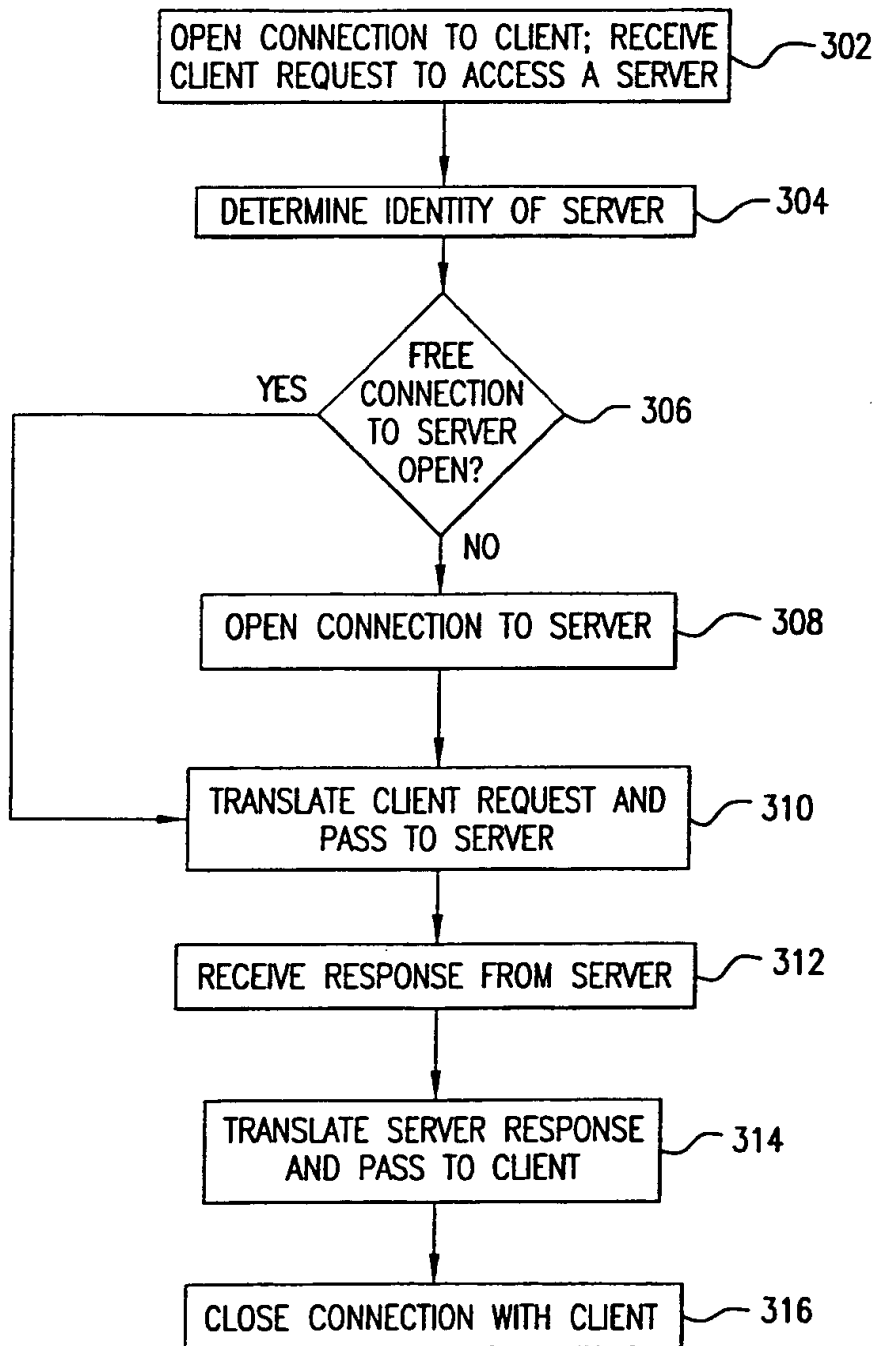 OPEN CONNECTION TO CLIENT; RECEIVE
CLIENT REQUEST TO ACCESS A SERVER
302
DETERMINE IDENTITY OF SERVER
304
FREE
CONNECTION
TO SERVER
OPEN?
306
YES
NO
OPEN CONNECTION TO SERVER
308
TRANSLATE CLIENT REQUEST AND
PASS TO SERVER
310
RECEIVE RESPONSE FROM SERVER
312
TRANSLATE SERVER RESPONSE
AND PASS TO CLIENT
314
CLOSE CONNECTION WITH CLIENT
316